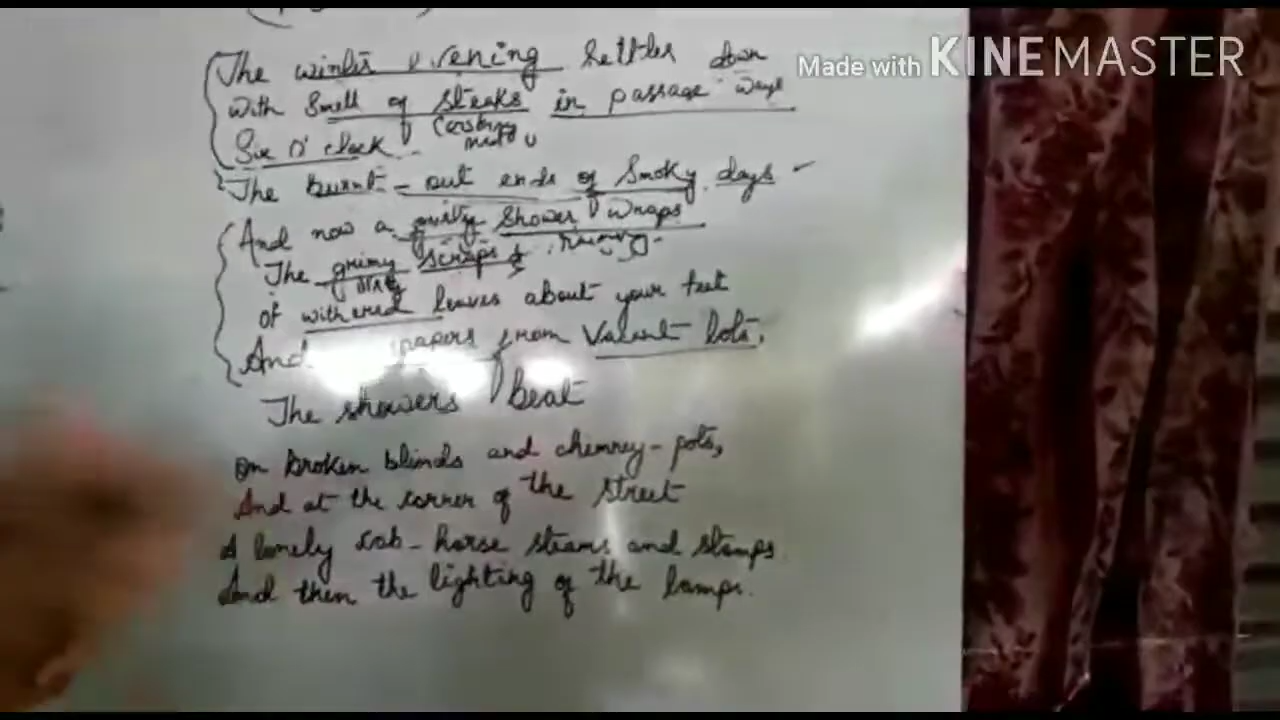 The winter evening settles down
with smell of steaks in passage ways
Six O' clock
The burnt - out ends of smoky days
And now a gusty shower wraps
The grimy scraps
of withered leaves about your feet
And papers from vacant lots,
The showers beat
on broken blinds and chimney - pots,
And at the corner of the street
A lonely cab - horse steams and stamps
And then the lighting of the lamps.
Made with KINEMASTER